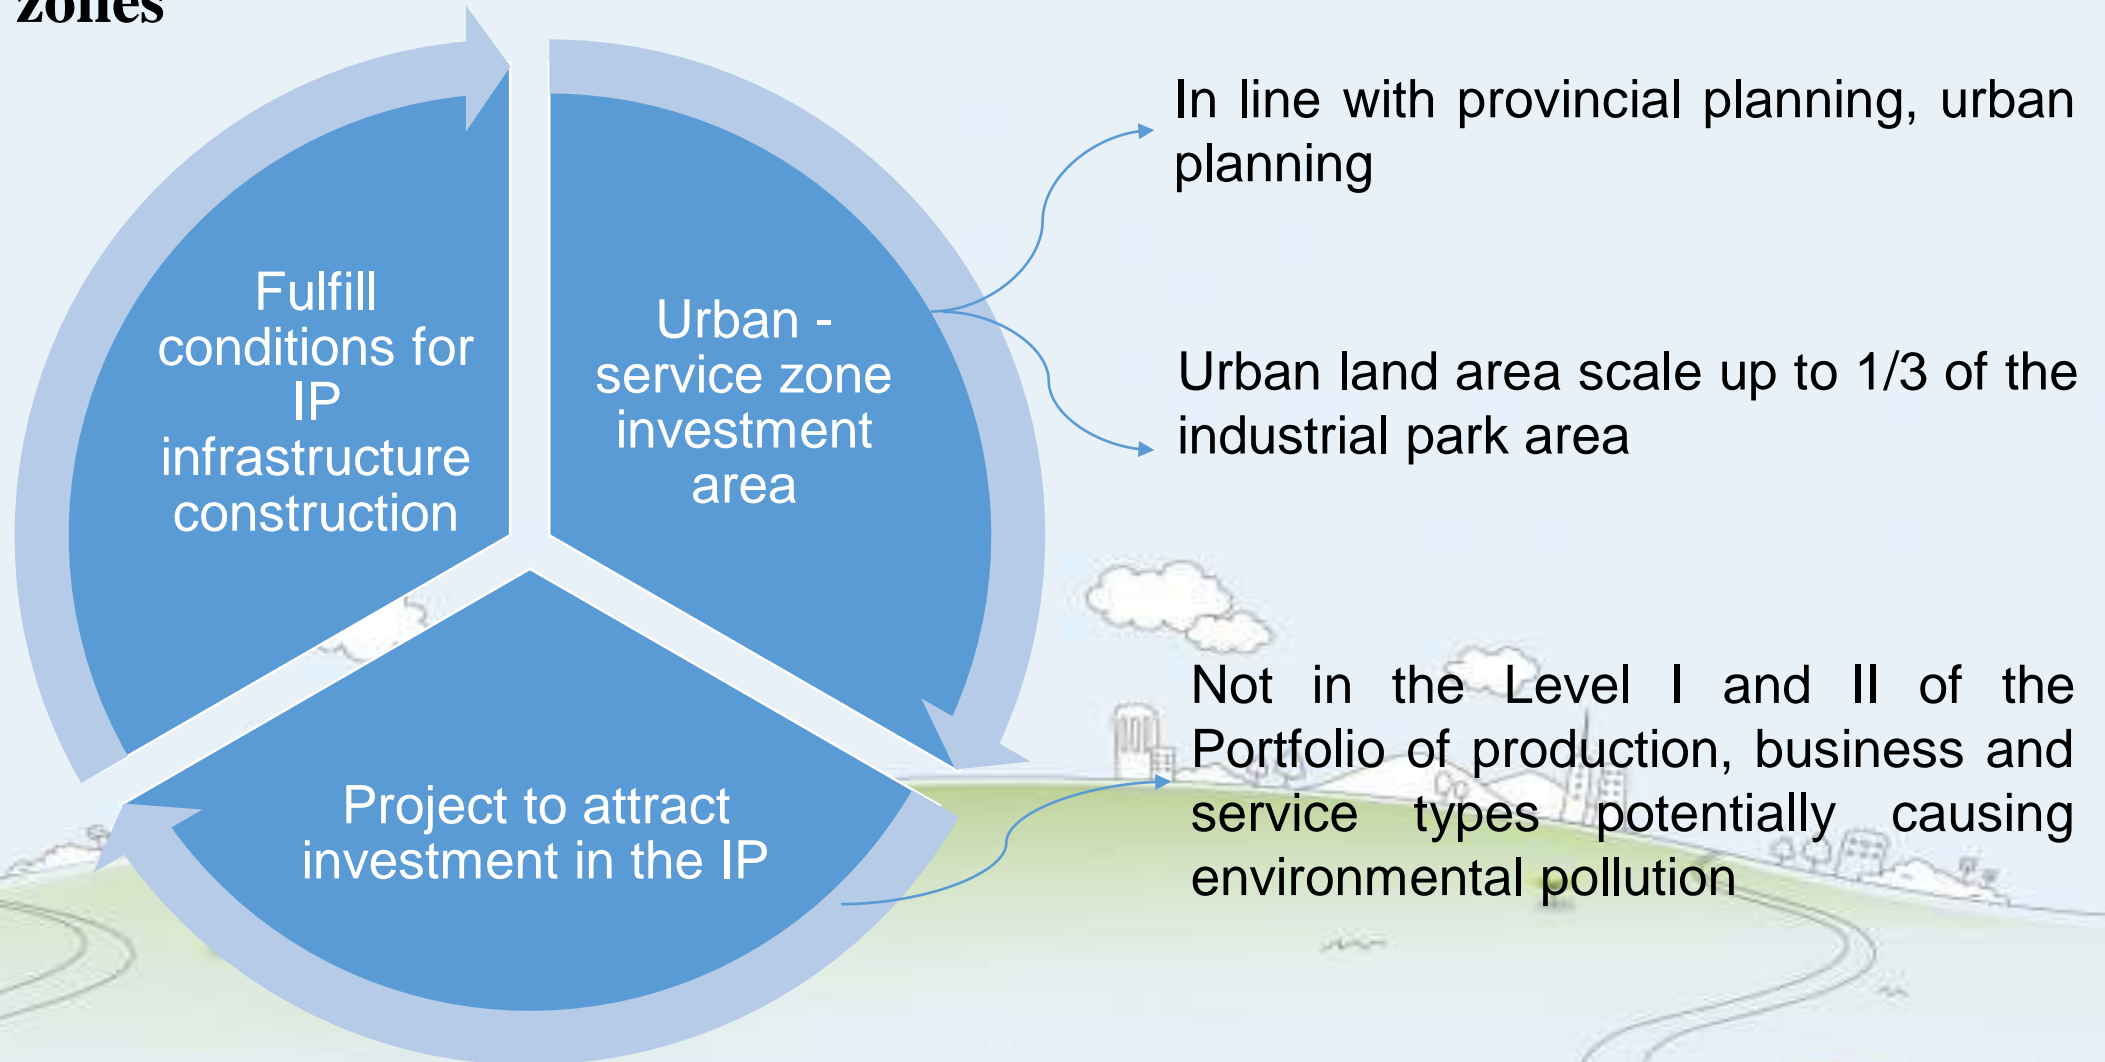 zones
Fulfill
conditions for
IP
infrastructure
construction
Urban -
service zone
investment
area
Project to attract
investment in the IP
In line with provincial planning, urban
planning
Urban land area scale up to 1/3 of the
industrial park area
Not in the Level I and II of the
Portfolio of production, business and
service types potentially causing
environmental pollution